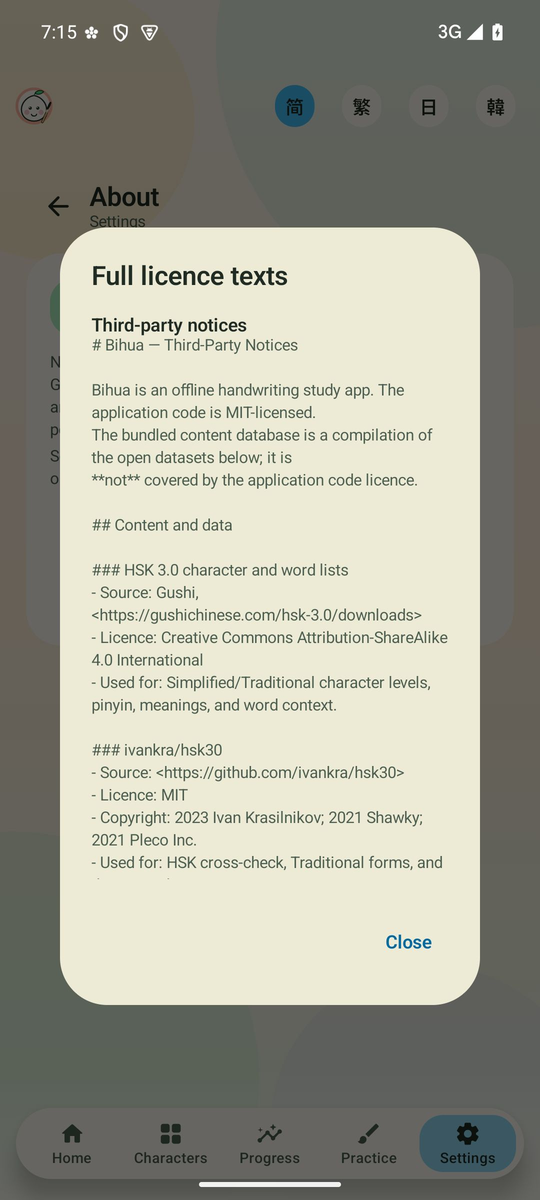 7:15
3G
简 繁 日 韓
About
Settings
Full licence texts
Third-party notices
# Bihua — Third-Party Notices
Bihua is an offline handwriting study app. The
application code is MIT-licensed.
The bundled content database is a compilation of
the open datasets below; it is
**not** covered by the application code licence.
## Content and data
### HSK 3.0 character and word lists
- Source: Gushi,
<https://gushichinese.com/hsk-3.0/downloads>
- Licence: Creative Commons Attribution-ShareAlike
4.0 International
- Used for: Simplified/Traditional character levels,
pinyin, meanings, and word context.
### ivankra/hsk30
- Source: <https://github.com/ivankra/hsk30>
- Licence: MIT
- Copyright: 2023 Ivan Krasilnikov; 2021 Shawky;
2021 Pleco Inc.
- Used for: HSK cross-check, Traditional forms, and
Close
Home
Characters
Progress
Practice
Settings